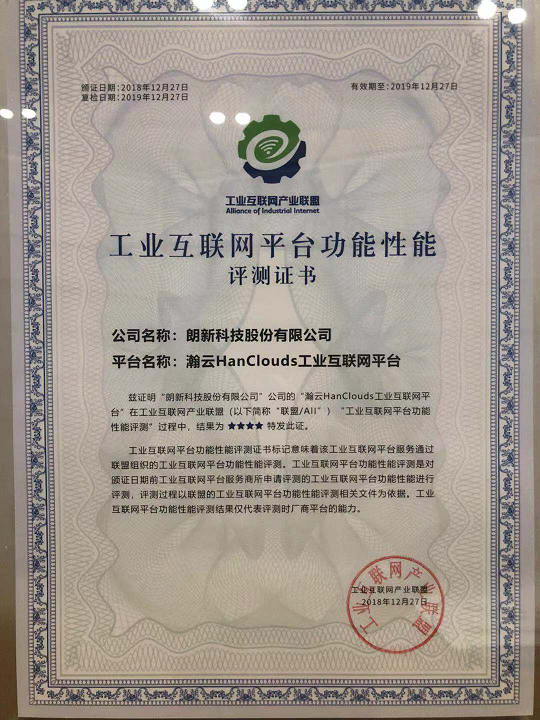 颁证日期：2018年12月27日
复检日期：2019年12月27日
有效期至：2019年12月27日
工业互联网产业联盟
Alliance of Industrial Internet
工业互联网平台功能性能
评测证书
公司名称：朗新科技股份有限公司
平台名称：瀚云HanClouds工业互联网平台
兹证明“朗新科技股份有限公司”公司的“瀚云HanClouds工业互联网平
台”在工业互联网产业联盟（以下简称“联盟/AII”）“工业互联网平台功能
性能评测”过程中，结果为 ★★★★ 特发此证。
工业互联网平台功能性能评测证书标记意味着该工业互联网平台服务通过
联盟组织的工业互联网平台功能性能评测。工业互联网平台功能性能评测是对
颁证日期前工业互联网平台服务商所申请评测的工业互联网平台功能性能进行
评测，评测过程以联盟的工业互联网平台功能性能评测相关文件为依据。工业
互联网平台功能性能评测结果仅代表评测时厂商平台的能力。
工业互联网产业联盟
工业互联网产业联盟
2018年12月27日